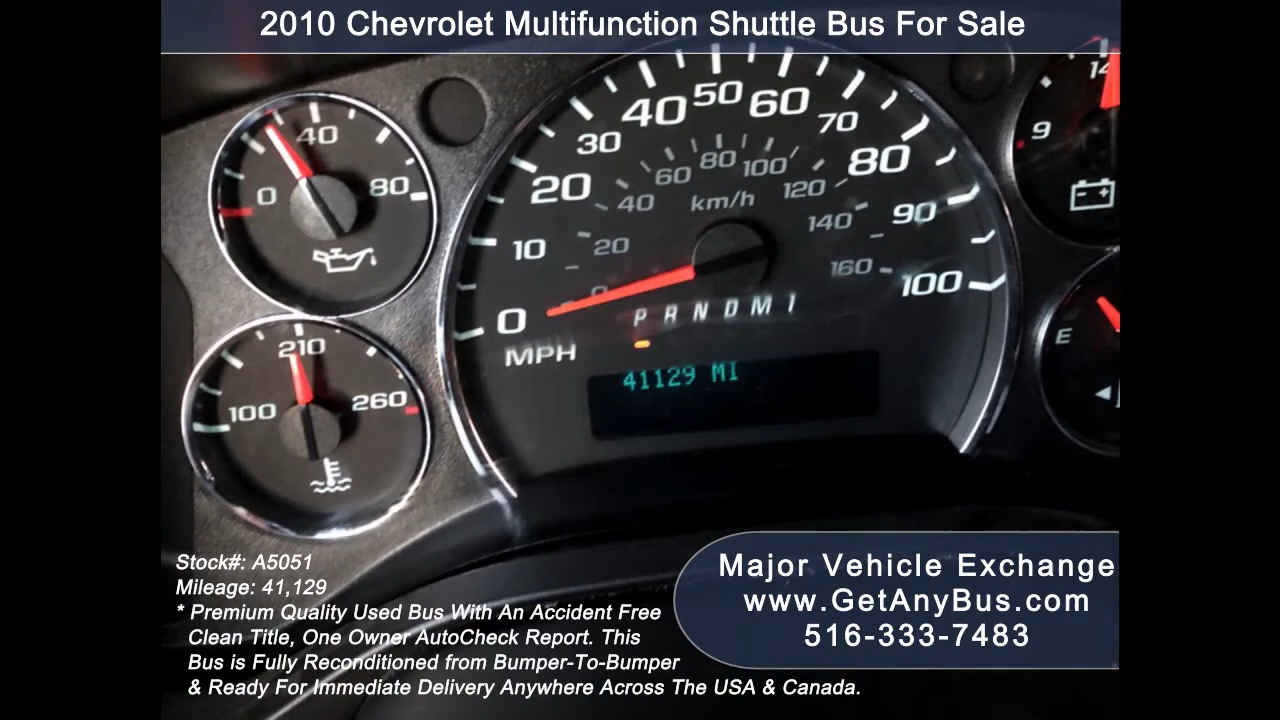 2010 Chevrolet Multifunction Shuttle Bus For Sale
0 40 80
100 210 260
0 10 20 30 40 50 60 70 80 90 100
0 20 40 60 80 100 120 140 160
km/h
MPH
P R N D M 1
41129 MI
9 14
E
Stock#: A5051
Mileage: 41,129
* Premium Quality Used Bus With An Accident Free
Clean Title, One Owner AutoCheck Report. This
Bus is Fully Reconditioned from Bumper-To-Bumper
& Ready For Immediate Delivery Anywhere Across The USA & Canada.
Major Vehicle Exchange
www.GetAnyBus.com
516-333-7483